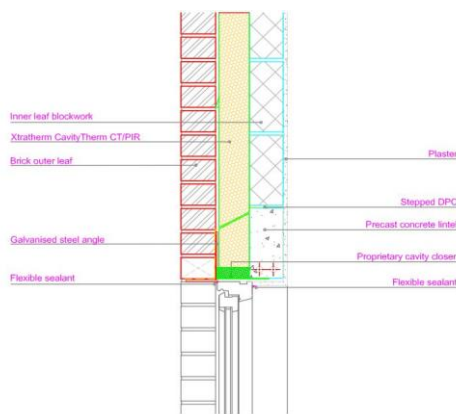 Inner leaf blockwork
Xtratherm CavityTherm CT/PIR
Brick outer leaf
Plaster
Stepped DPC
Precast concrete lintel
Galvanised steel angle
Proprietary cavity closer
Flexible sealant
Flexible sealant